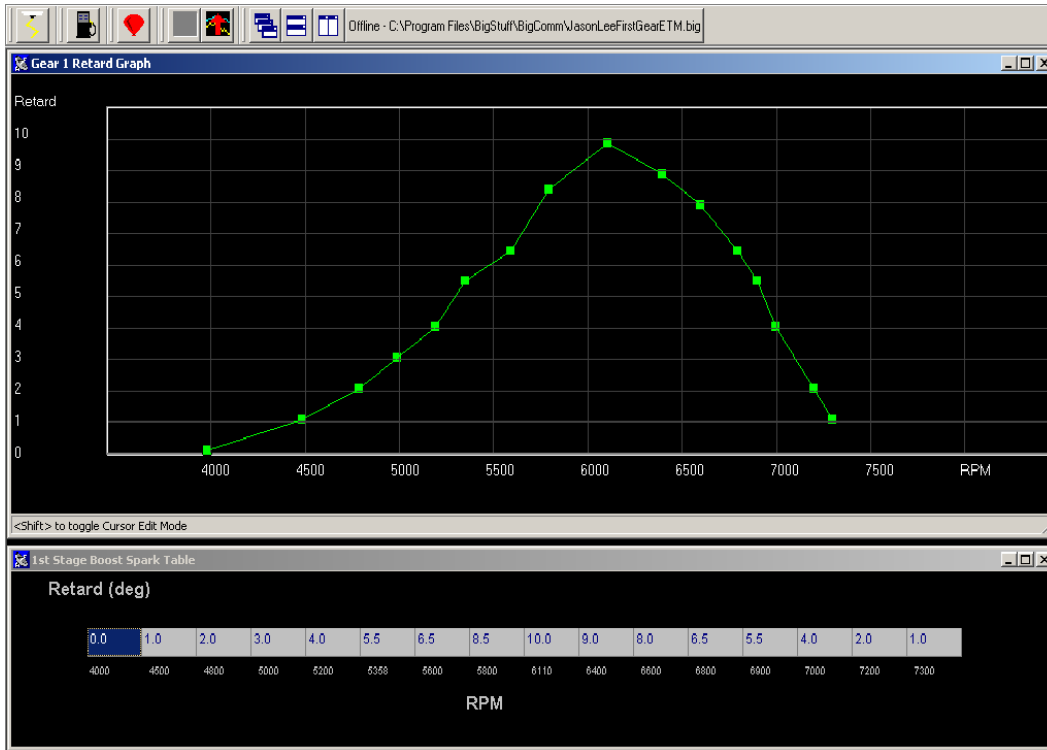 Offline - C:\Program Files\BigStuff\BigComm\JasonLeeFirstGearETM.big
Gear 1 Retard Graph
Retard
10
9
8
7
6
5
4
3
2
1
0
4000 4500 5000 5500 6000 6500 7000 7500 RPM
<Shift> to toggle Cursor Edit Mode
1st Stage Boost Spark Table
Retard (deg)
0.0 1.0 2.0 3.0 4.0 5.5 6.5 8.5 10.0 9.0 8.0 6.5 5.5 4.0 2.0 1.0
4000 4500 4800 5000 5200 5358 5600 5800 6110 6400 6600 6800 6900 7000 7200 7300
RPM